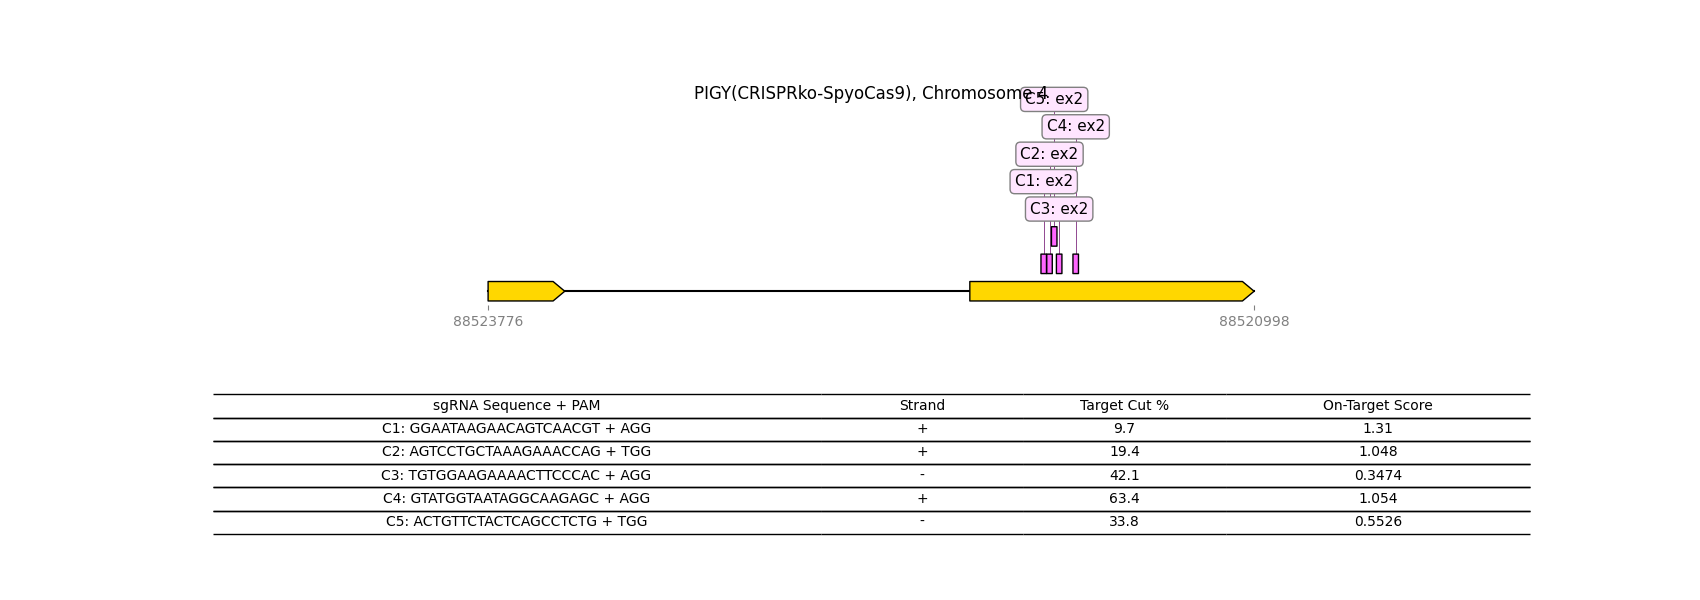 PIGY(CRISPRko-SpyoCas9), Chromosome 4
C5: ex2
C4: ex2
C2: ex2
C1: ex2
C3: ex2
88523776 88520998
sgRNA Sequence + PAM Strand Target Cut % On-Target Score
C1: GGAATAAGAACAGTCAACGT + AGG + 9.7 1.31
C2: AGTCCTGCTAAAGAAACCAG + TGG + 19.4 1.048
C3: TGTGGAAGAAAACTTCCCAC + AGG - 42.1 0.3474
C4: GTATGGTAATAGGCAAGAGC + AGG + 63.4 1.054
C5: ACTGTTCTACTCAGCCTCTG + TGG - 33.8 0.5526